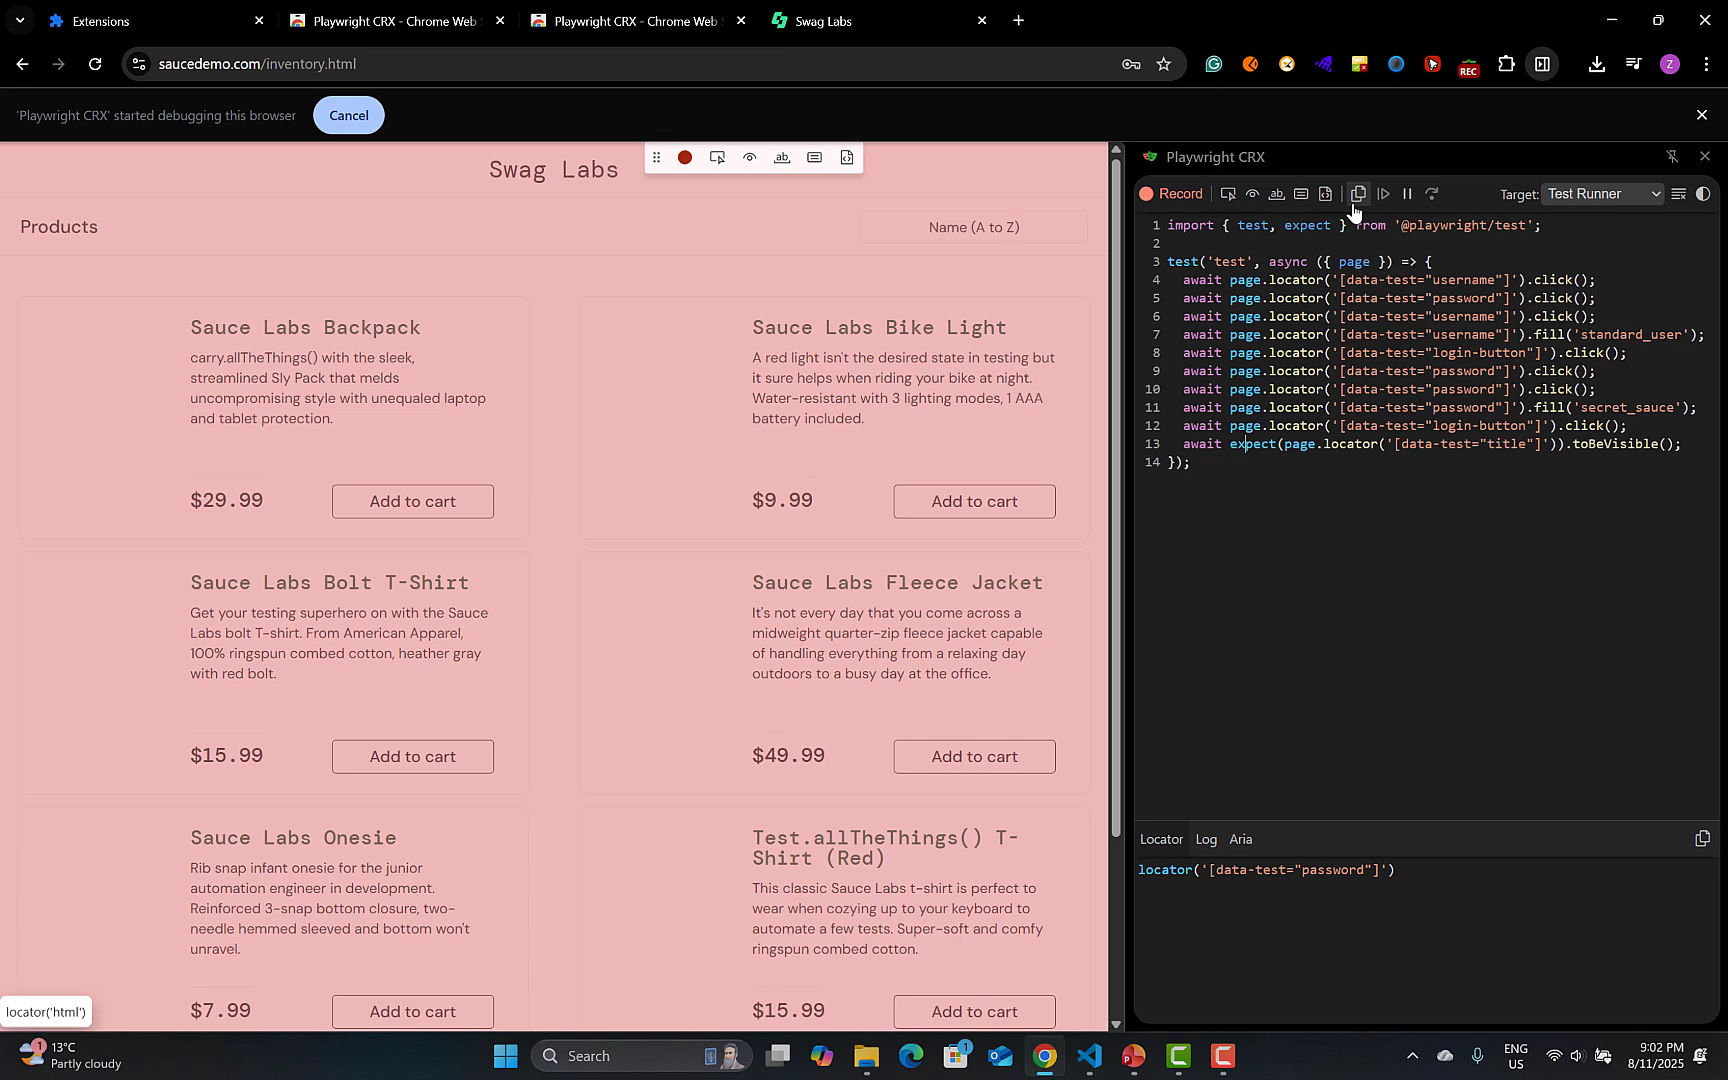 Extensions
Playwright CRX - Chrome Web
Playwright CRX - Chrome Web
Swag Labs
saucedemo.com/inventory.html
REC
Z
'Playwright CRX' started debugging this browser
Cancel
Swag Labs
Products
Name (A to Z)
Sauce Labs Backpack
carry.allTheThings() with the sleek,
streamlined Sly Pack that melds
uncompromising style with unequaled laptop
and tablet protection.
$29.99
Add to cart
Sauce Labs Bike Light
A red light isn't the desired state in testing but
it sure helps when riding your bike at night.
Water-resistant with 3 lighting modes, 1 AAA
battery included.
$9.99
Add to cart
Sauce Labs Bolt T-Shirt
Get your testing superhero on with the Sauce
Labs bolt T-shirt. From American Apparel,
100% ringspun combed cotton, heather gray
with red bolt.
$15.99
Add to cart
Sauce Labs Fleece Jacket
It's not every day that you come across a
midweight quarter-zip fleece jacket capable
of handling everything from a relaxing day
outdoors to a busy day at the office.
$49.99
Add to cart
Sauce Labs Onesie
Rib snap infant onesie for the junior
automation engineer in development.
Reinforced 3-snap bottom closure, two-
needle hemmed sleeved and bottom won't
unravel.
$7.99
Add to cart
Test.allTheThings() T-
Shirt (Red)
This classic Sauce Labs t-shirt is perfect to
wear when cozying up to your keyboard to
automate a few tests. Super-soft and comfy
ringspun combed cotton.
$15.99
Add to cart
locator('html')
Playwright CRX
Record
ab
Target: Test Runner
1 import { test, expect } from '@playwright/test';
2
3 test('test', async ({ page }) => {
4 await page.locator('[data-test="username"]').click();
5 await page.locator('[data-test="password"]').click();
6 await page.locator('[data-test="username"]').click();
7 await page.locator('[data-test="username"]').fill('standard_user');
8 await page.locator('[data-test="login-button"]').click();
9 await page.locator('[data-test="password"]').click();
10 await page.locator('[data-test="password"]').click();
11 await page.locator('[data-test="password"]').fill('secret_sauce');
12 await page.locator('[data-test="login-button"]').click();
13 await expect(page.locator('[data-test="title"]')).toBeVisible();
14 });
Locator Log Aria
locator('[data-test="password"]')
1
13°C
Partly cloudy
Search
1
ENG
US
9:02 PM
8/11/2025